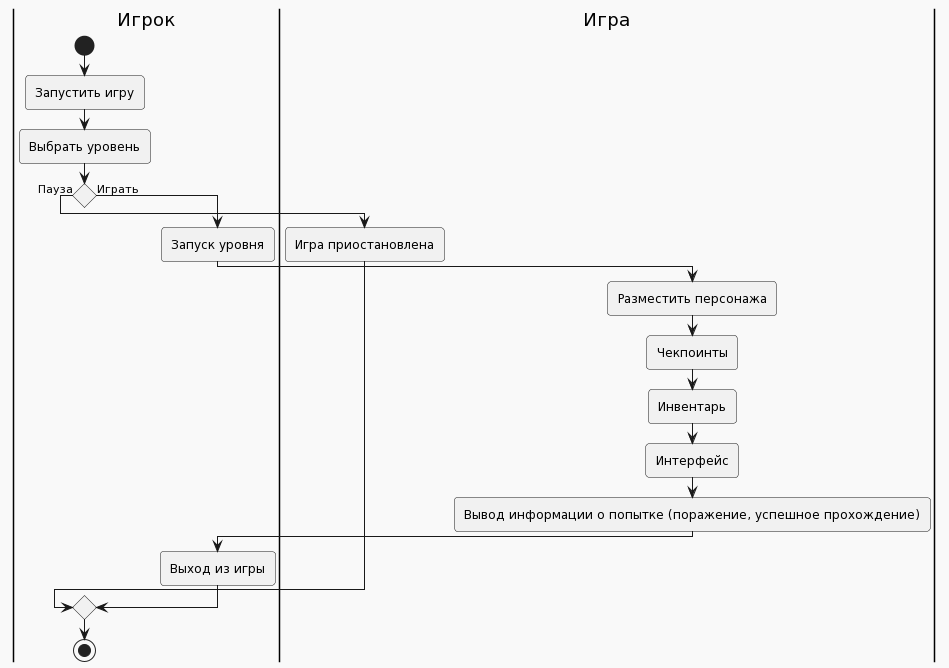 Игрок
Игра
Запустить игру
Выбрать уровень
Пауза
Играть
Запуск уровня
Игра приостановлена
Разместить персонажа
Чекпоинты
Инвентарь
Интерфейс
Вывод информации о попытке (поражение, успешное прохождение)
Выход из игры